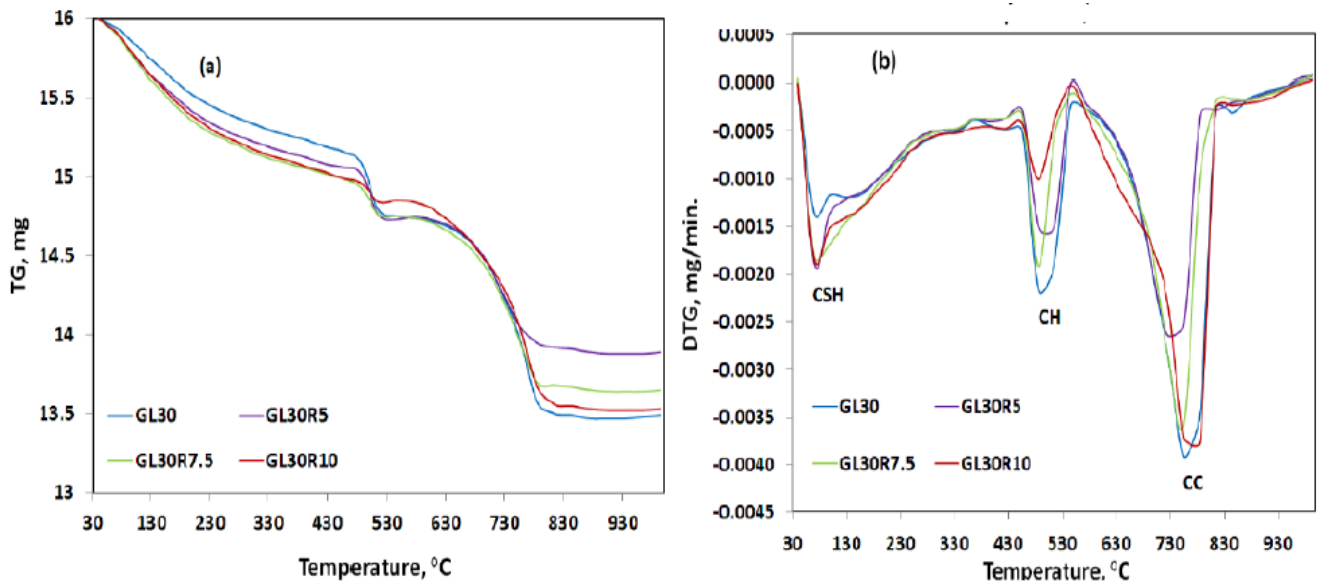 (a)
TG, mg
16
15.5
15
14.5
14
13.5
13
GL30
GL30R5
GL30R7.5
GL30R10
30 130 230 330 430 530 630 730 830 930
Temperature, °C
(b)
DTG, mg/min.
0.0005
0.0000
-0.0005
-0.0010
-0.0015
-0.0020
-0.0025
-0.0030
-0.0035
-0.0040
-0.0045
CSH
CH
CC
GL30
GL30R5
GL30R7.5
GL30R10
30 130 230 330 430 530 630 730 830 930
Temperature, °C